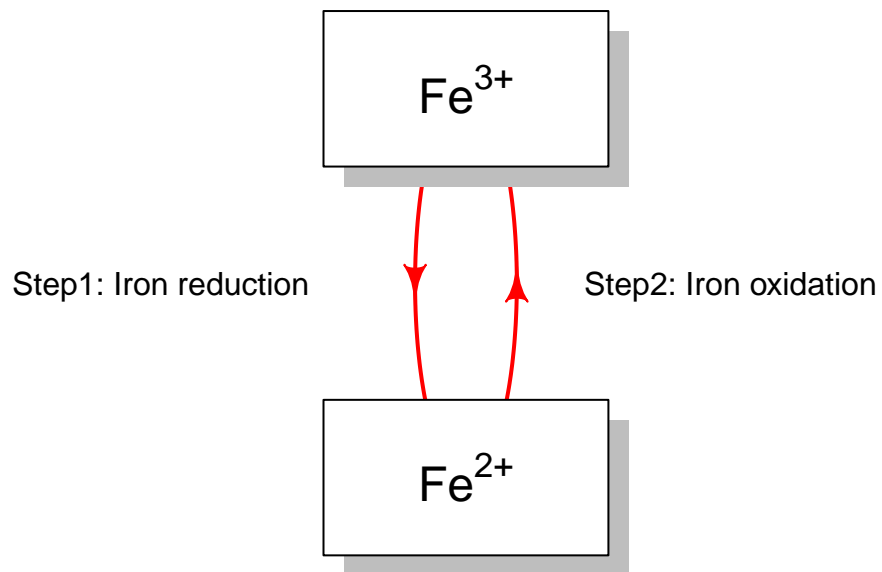 Fe³⁺
Step1: Iron reduction
Step2: Iron oxidation
Fe²⁺